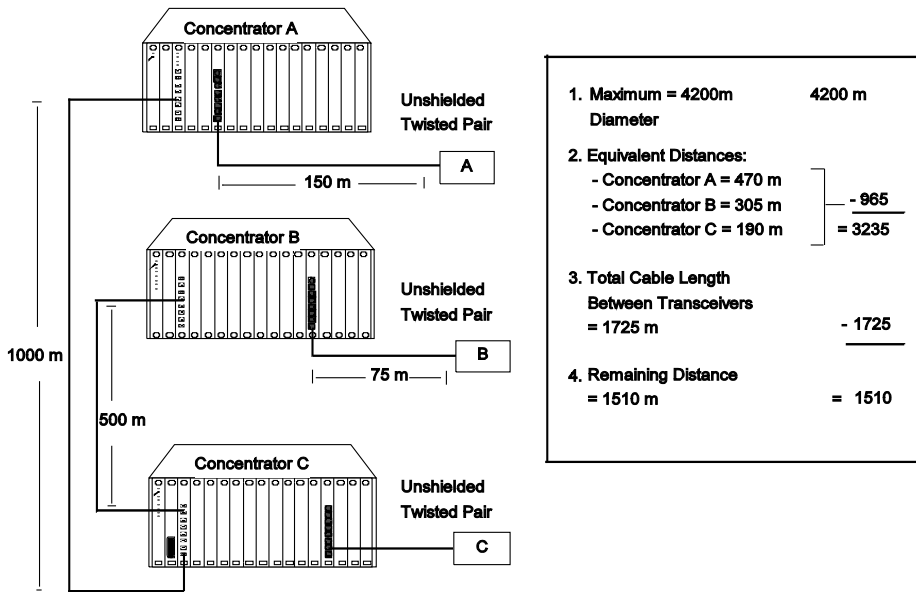 Concentrator A
Unshielded
Twisted Pair
A
150 m
Concentrator B
Unshielded
Twisted Pair
B
75 m
1000 m
500 m
Concentrator C
Unshielded
Twisted Pair
C
1. Maximum = 4200m 4200 m
Diameter
2. Equivalent Distances:
- Concentrator A = 470 m
- Concentrator B = 305 m - 965
- Concentrator C = 190 m = 3235
3. Total Cable Length
Between Transceivers
= 1725 m - 1725
4. Remaining Distance
= 1510 m = 1510